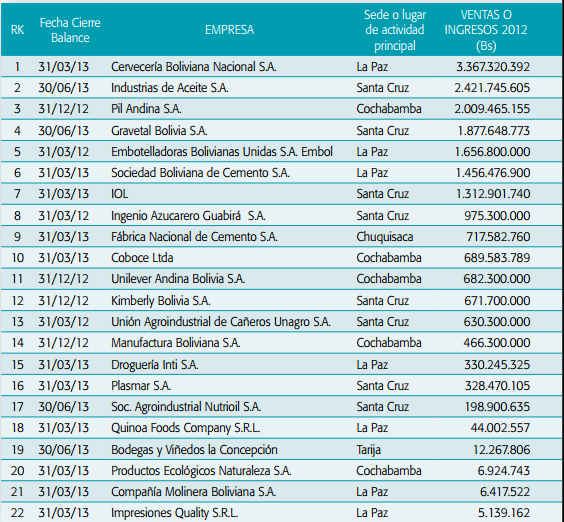 RK Fecha Cierre Balance EMPRESA Sede o lugar de actividad principal VENTAS O INGRESOS 2012 (Bs)
1 31/03/13 Cervecería Boliviana Nacional S.A. La Paz 3.367.320.392
2 30/06/13 Industrias de Aceite S.A. Santa Cruz 2.421.745.605
3 31/12/12 Pil Andina S.A. Cochabamba 2.009.465.155
4 30/06/13 Gravetal Bolivia S.A. Santa Cruz 1.877.648.773
5 31/03/12 Embotelladoras Bolivianas Unidas S.A. Embol La Paz 1.656.800.000
6 31/03/13 Sociedad Boliviana de Cemento S.A. La Paz 1.456.476.900
7 31/03/13 IOL Santa Cruz 1.312.901.740
8 31/03/12 Ingenio Azucarero Guabirá S.A. Santa Cruz 975.300.000
9 31/03/13 Fábrica Nacional de Cemento S.A. Chuquisaca 717.582.760
10 31/03/13 Coboce Ltda Cochabamba 689.583.789
11 31/12/12 Unilever Andina Bolivia S.A. Cochabamba 682.300.000
12 31/12/12 Kimberly Bolivia S.A. Santa Cruz 671.700.000
13 31/03/12 Unión Agroindustrial de Cañeros Unagro S.A. Santa Cruz 630.300.000
14 31/12/12 Manufactura Boliviana S.A. Cochabamba 466.300.000
15 31/03/13 Droguería Inti S.A. La Paz 330.245.325
16 31/03/13 Plasmar S.A. Santa Cruz 328.470.105
17 30/06/13 Soc. Agroindustrial Nutrioil S.A. Santa Cruz 198.900.635
18 31/03/13 Quinoa Foods Company S.R.L. La Paz 44.002.557
19 30/06/13 Bodegas y Viñedos la Concepción Tarija 12.267.806
20 31/03/13 Productos Ecológicos Naturaleza S.A. Cochabamba 6.924.743
21 31/03/13 Compañía Molinera Boliviana S.A. La Paz 6.417.522
22 31/03/13 Impresiones Quality S.R.L. La Paz 5.139.162